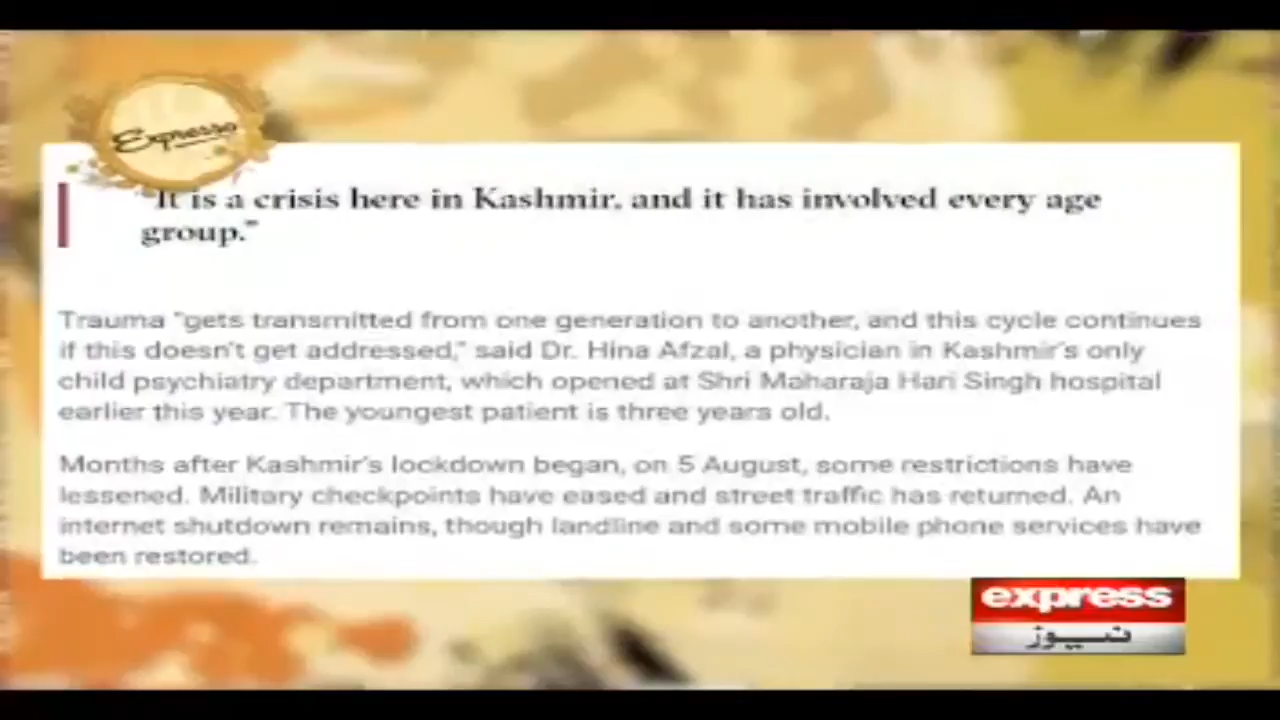 Expresso
"It is a crisis here in Kashmir, and it has involved every age
group."
Trauma "gets transmitted from one generation to another, and this cycle continues
if this doesn't get addressed," said Dr. Hina Afzal, a physician in Kashmir's only
child psychiatry department, which opened at Shri Maharaja Hari Singh hospital
earlier this year. The youngest patient is three years old.
Months after Kashmir's lockdown began, on 5 August, some restrictions have
lessened. Military checkpoints have eased and street traffic has returned. An
internet shutdown remains, though landline and some mobile phone services have
been restored.
express
نیوز